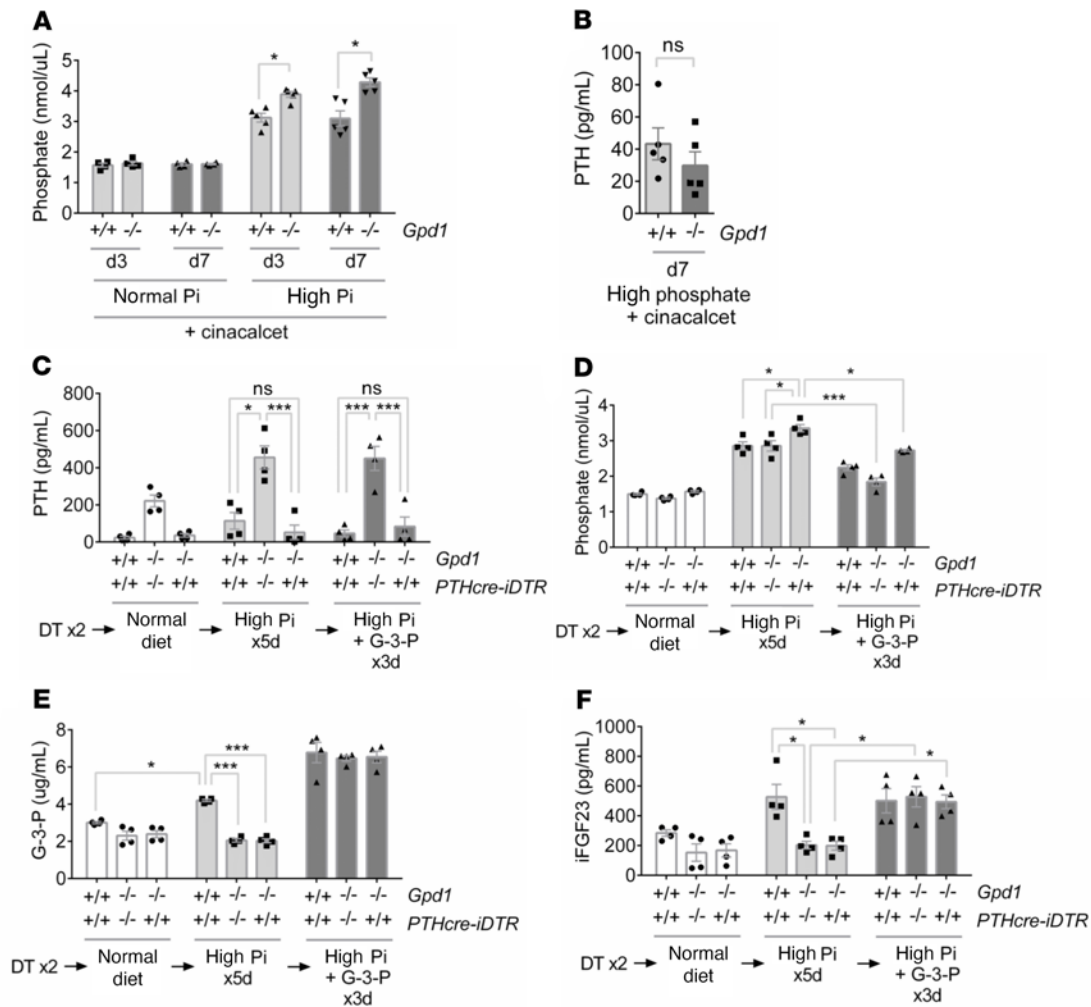 A
Phosphate (nmol/uL)
5
4
3
2
1
0
* *
+/+ -/- +/+ -/- +/+ -/- +/+ -/- Gpd1
d3 d7 d3 d7
Normal Pi High Pi
+ cinacalcet
B
PTH (pg/mL)
100
80
60
40
20
0
ns
+/+ -/- Gpd1
d7
High phosphate
+ cinacalcet
C
PTH (pg/mL)
800
600
400
200
0
ns ns
* *** *** ***
+/+ -/- -/- +/+ -/- -/- +/+ -/- -/- Gpd1
+/+ -/- +/+ +/+ -/- +/+ +/+ -/- +/+ PTHcre-iDTR
DT x2 → Normal diet → High Pi x5d → High Pi + G-3-P x3d
D
Phosphate (nmol/uL)
4
3
2
1
0
* *
* ***
+/+ -/- -/- +/+ -/- -/- +/+ -/- -/- Gpd1
+/+ -/- +/+ +/+ -/- +/+ +/+ -/- +/+ PTHcre-iDTR
DT x2 → Normal diet → High Pi x5d → High Pi + G-3-P x3d
E
G-3-P (ug/mL)
8
6
4
2
0
* *** ***
+/+ -/- -/- +/+ -/- -/- +/+ -/- -/- Gpd1
+/+ -/- +/+ +/+ -/- +/+ +/+ -/- +/+ PTHcre-iDTR
DT x2 → Normal diet → High Pi x5d → High Pi + G-3-P x3d
F
iFGF23 (pg/mL)
1000
800
600
400
200
0
*
* * *
+/+ -/- -/- +/+ -/- -/- +/+ -/- -/- Gpd1
+/+ -/- +/+ +/+ -/- +/+ +/+ -/- +/+ PTHcre-iDTR
DT x2 → Normal diet → High Pi x5d → High Pi + G-3-P x3d